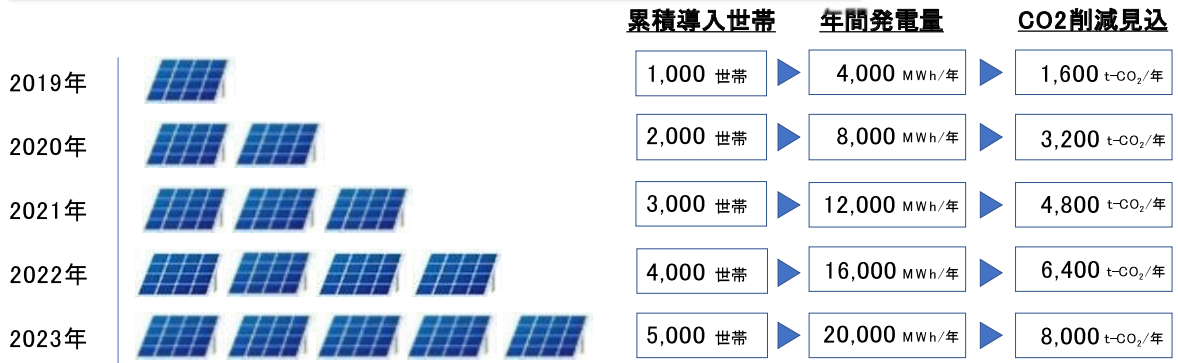 累積導入世帯 年間発電量 CO2削減見込
2019年 1,000 世帯 4,000 MWh/年 1,600 t-CO₂/年
2020年 2,000 世帯 8,000 MWh/年 3,200 t-CO₂/年
2021年 3,000 世帯 12,000 MWh/年 4,800 t-CO₂/年
2022年 4,000 世帯 16,000 MWh/年 6,400 t-CO₂/年
2023年 5,000 世帯 20,000 MWh/年 8,000 t-CO₂/年